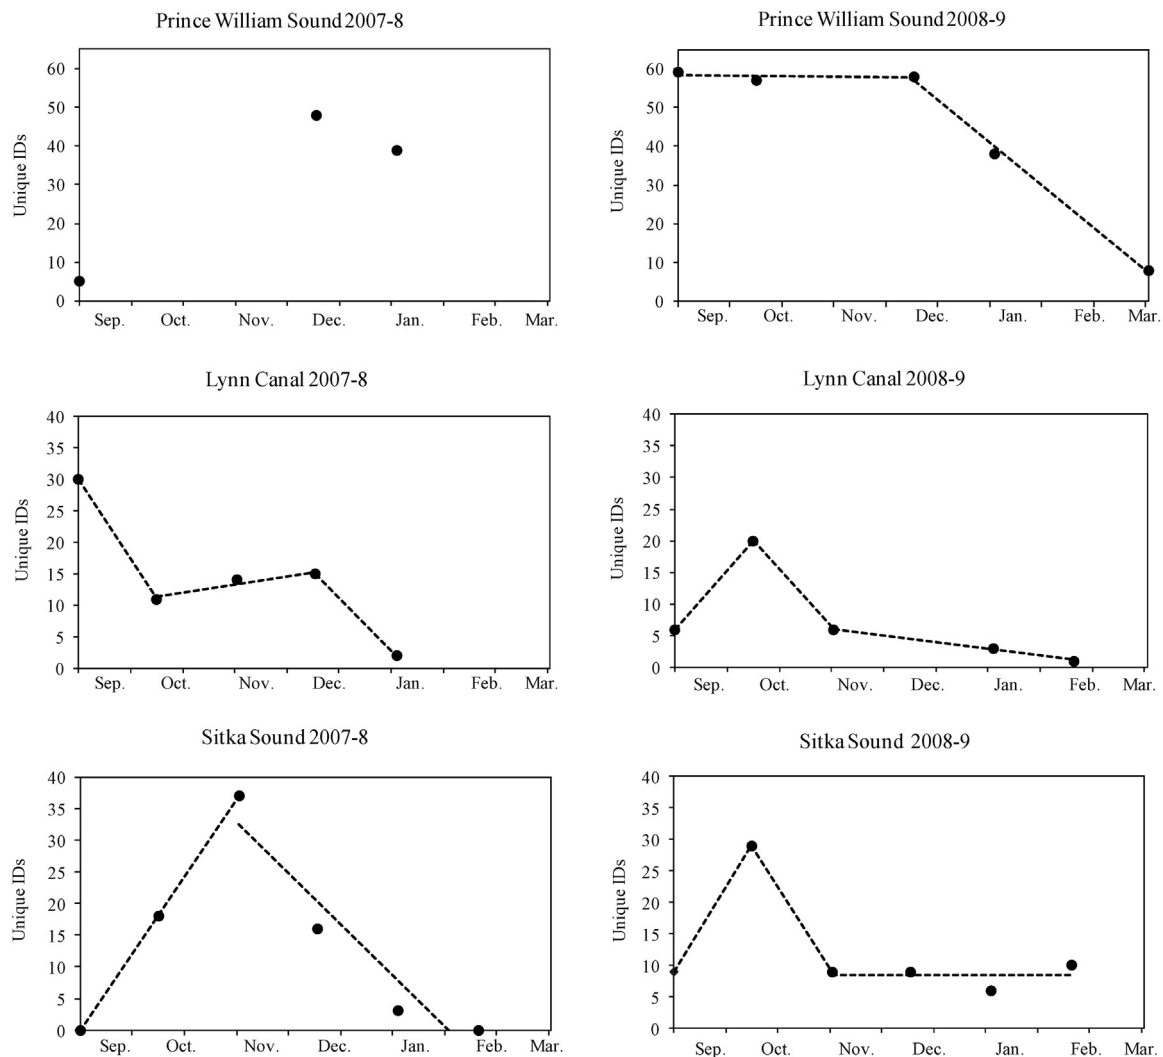 Prince William Sound 2007-8
60
50
40
30
20
10
0
Unique IDs
Sep. Oct. Nov. Dec. Jan. Feb. Mar.
Prince William Sound 2008-9
60
50
40
30
20
10
0
Unique IDs
Sep. Oct. Nov. Dec. Jan. Feb. Mar.
Lynn Canal 2007-8
40
35
30
25
20
15
10
5
0
Unique IDs
Sep. Oct. Nov. Dec. Jan. Feb. Mar.
Lynn Canal 2008-9
40
35
30
25
20
15
10
5
0
Unique IDs
Sep. Oct. Nov. Dec. Jan. Feb. Mar.
Sitka Sound 2007-8
40
35
30
25
20
15
10
5
0
Unique IDs
Sep. Oct. Nov. Dec. Jan. Feb. Mar.
Sitka Sound 2008-9
40
35
30
25
20
15
10
5
0
Unique IDs
Sep. Oct. Nov. Dec. Jan. Feb. Mar.